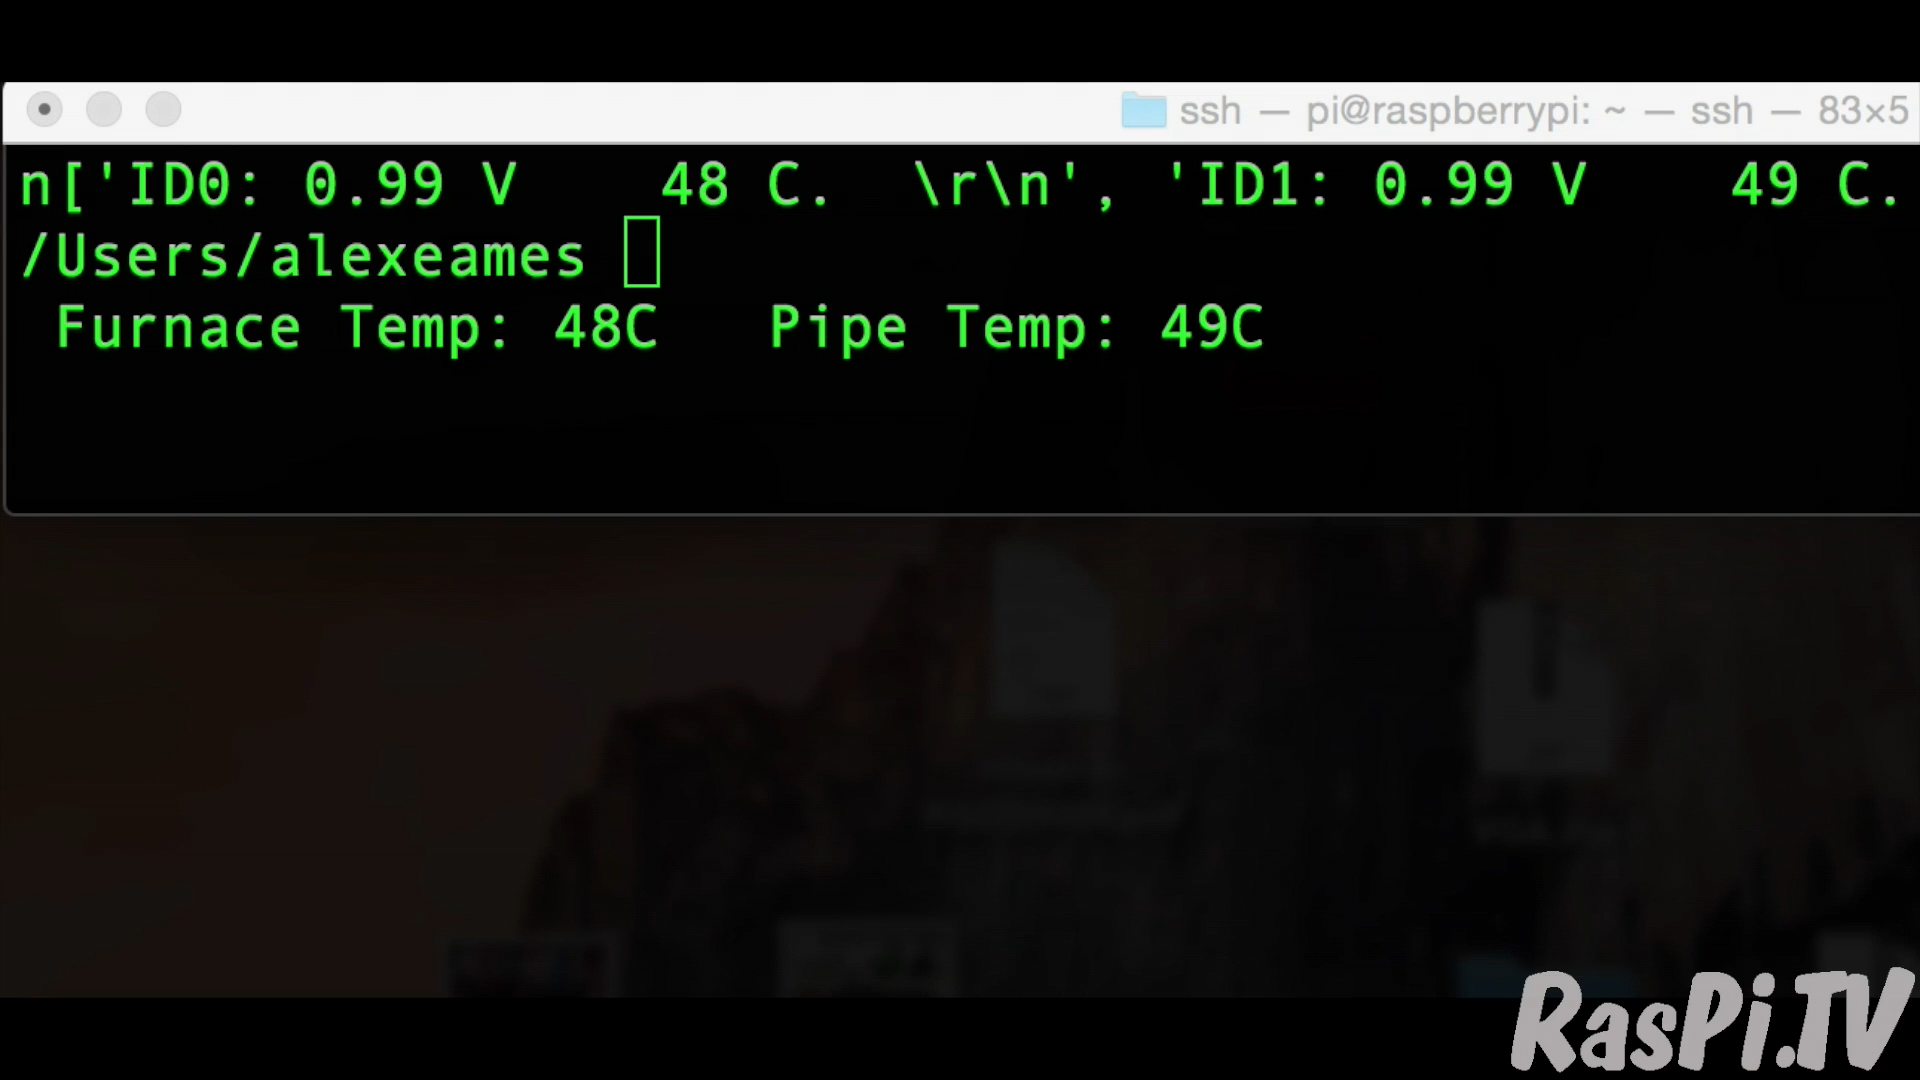 ssh — pi@raspberrypi: ~ — ssh — 83×5
n['ID0: 0.99 V    48 C.  \r\n', 'ID1: 0.99 V    49 C.
/Users/alexeames
Furnace Temp: 48C   Pipe Temp: 49C
RasPi.TV